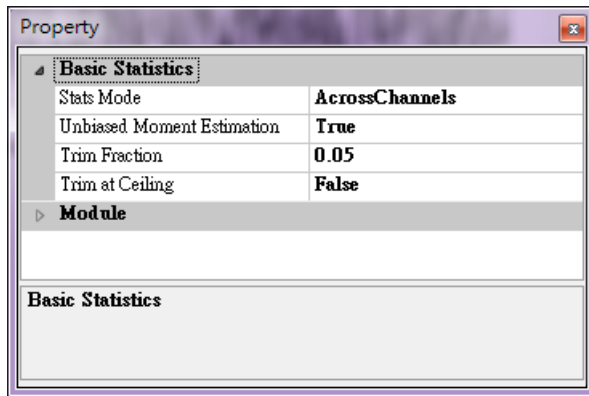 Property
Basic Statistics
Stats Mode AcrossChannels
Unbiased Moment Estimation True
Trim Fraction 0.05
Trim at Ceiling False
Module
Basic Statistics